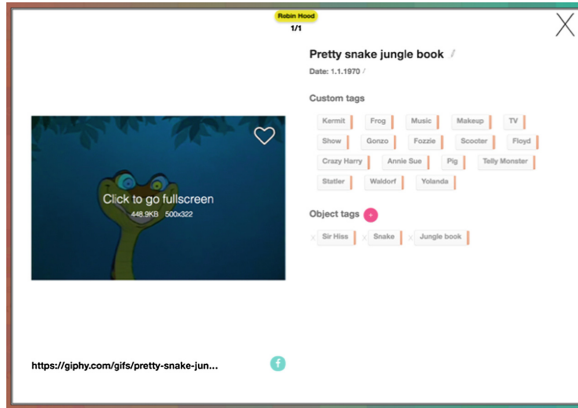 Robin Hood
1/1
Pretty snake jungle book
Date: 1.1.1970
Custom tags
Kermit Frog Music Makeup TV
Show Gonzo Fozzie Scooter Floyd
Crazy Harry Annie Sue Pig Telly Monster
Statler Waldorf Yolanda
Object tags +
x Sir Hiss x Snake x Jungle book
Click to go fullscreen
448.9KB 500x322
https://giphy.com/gifs/pretty-snake-jun...
f